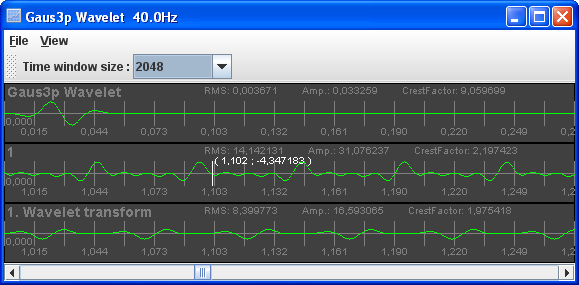 Gaus3p Wavelet 40.0Hz
File View
Time window size : 2048
Gaus3p Wavelet RMS: 0,003671 Amp.: 0,033259 CrestFactor: 9,059699
0,000
0,015 0,044 0,073 0,103 0,132 0,161 0,190 0,220 0,249 0,2
1 RMS: 14,142131 Amp.: 31,076237 CrestFactor: 2,197423
( 1,102 ; -4,347183 )
0,000
1,015 1,044 1,073 1,103 1,132 1,161 1,190 1,220 1,249 1,2
1. Wavelet transform RMS: 8,399773 Amp.: 16,593065 CrestFactor: 1,975418
0,000
1,015 1,044 1,073 1,103 1,132 1,161 1,190 1,220 1,249 1,2